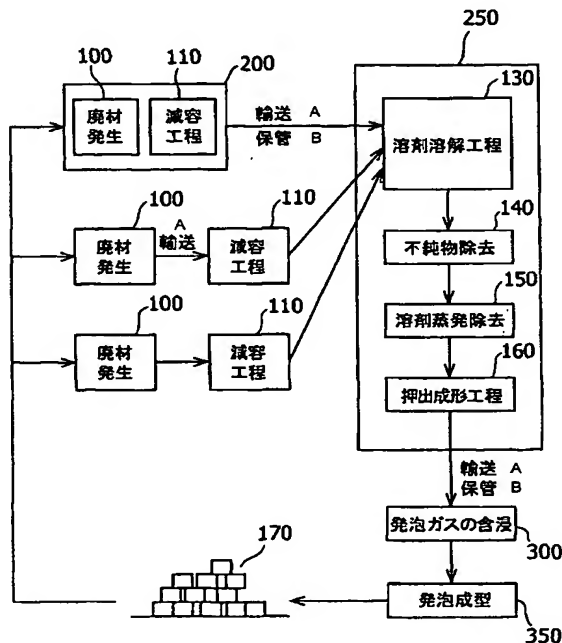 250
100
110
200
130
廃材
発生
減容
工程
輸送 A
保管 B
溶剤溶解工程
100
110
140
廃材
発生
A
輸送
減容
工程
不純物除去
100
110
150
廃材
発生
減容
工程
溶剤蒸発除去
160
押出成形工程
輸送 A
保管 B
170
発泡ガスの含浸
300
発泡成型
350